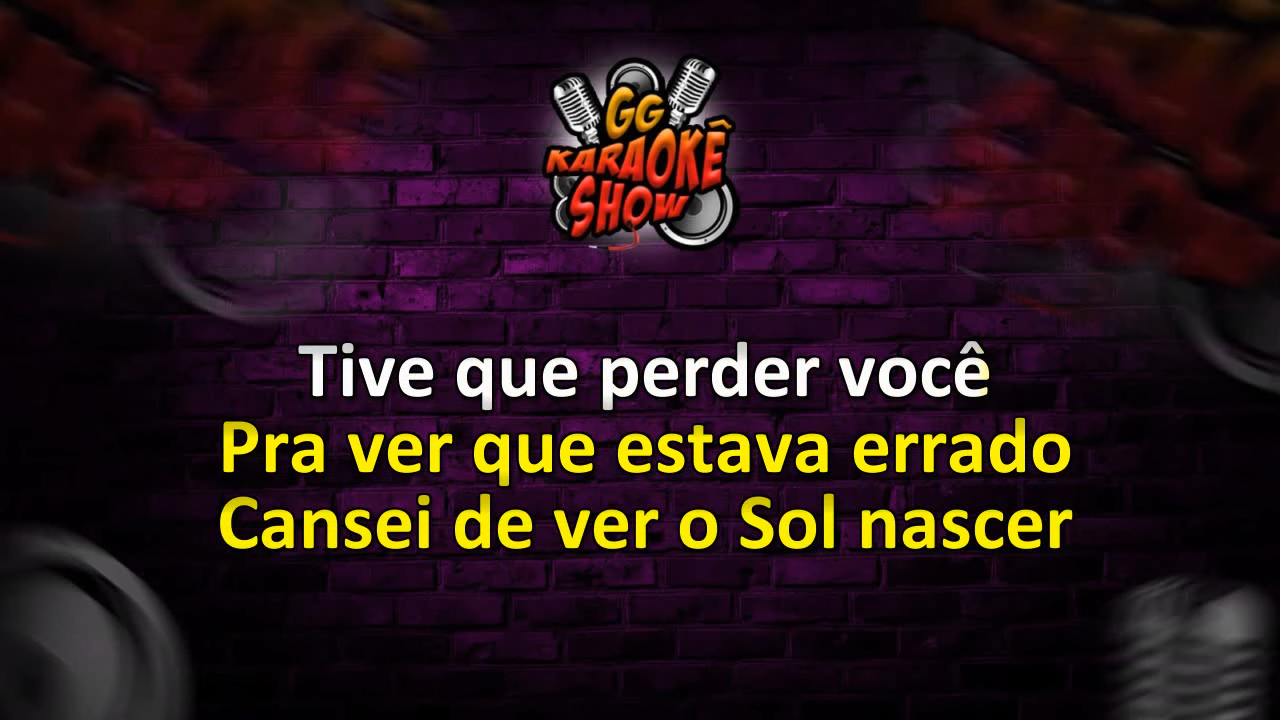 GG
KARAOKÊ
SHOW
Tive que perder você
Pra ver que estava errado
Cansei de ver o Sol nascer